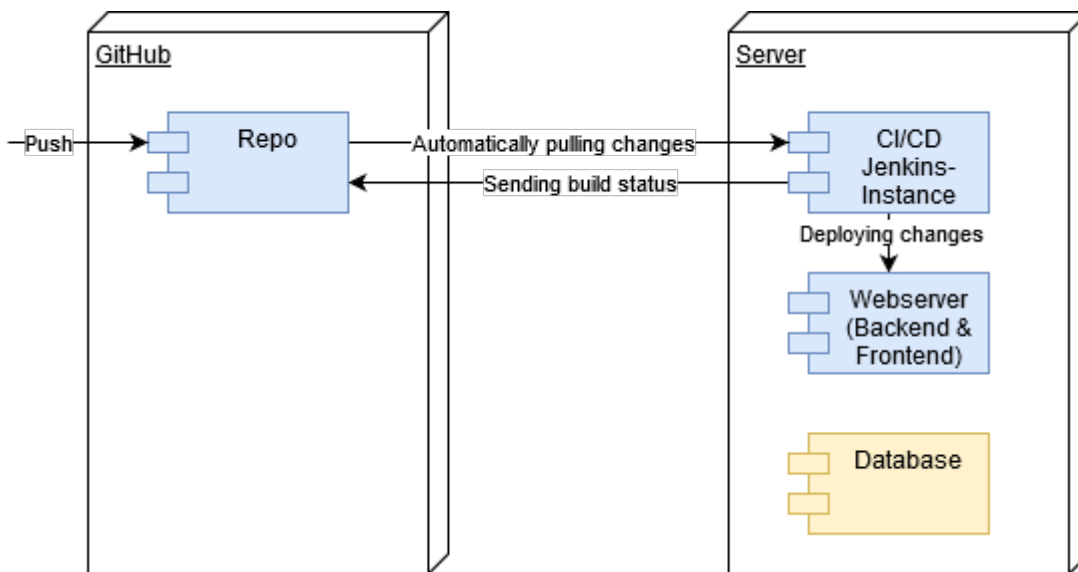 GitHub
Server
Push
Repo
Automatically pulling changes
Sending build status
CI/CD
Jenkins-
Instance
Deploying changes
Webserver
(Backend &
Frontend)
Database